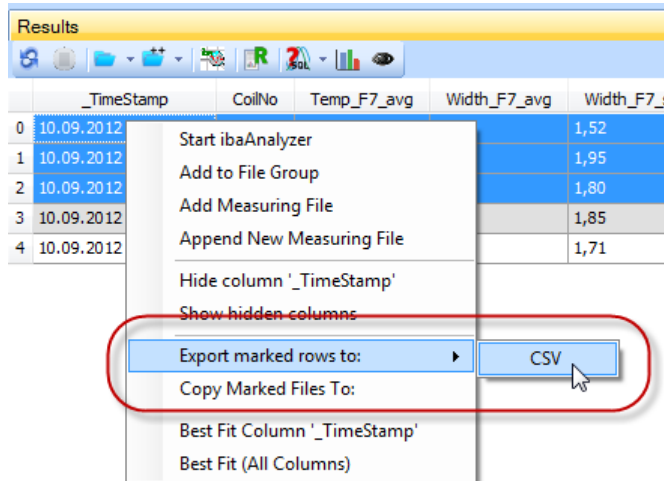 Results
_TimeStamp CoilNo Temp_F7_avg Width_F7_avg Width_F7_
0 10.09.2012 1,52
1 10.09.2012 1,95
2 10.09.2012 1,80
3 10.09.2012 1,85
4 10.09.2012 1,71
Start ibaAnalyzer
Add to File Group
Add Measuring File
Append New Measuring File
Hide column '_TimeStamp'
Show hidden columns
Export marked rows to: CSV
Copy Marked Files To:
Best Fit Column '_TimeStamp'
Best Fit (All Columns)